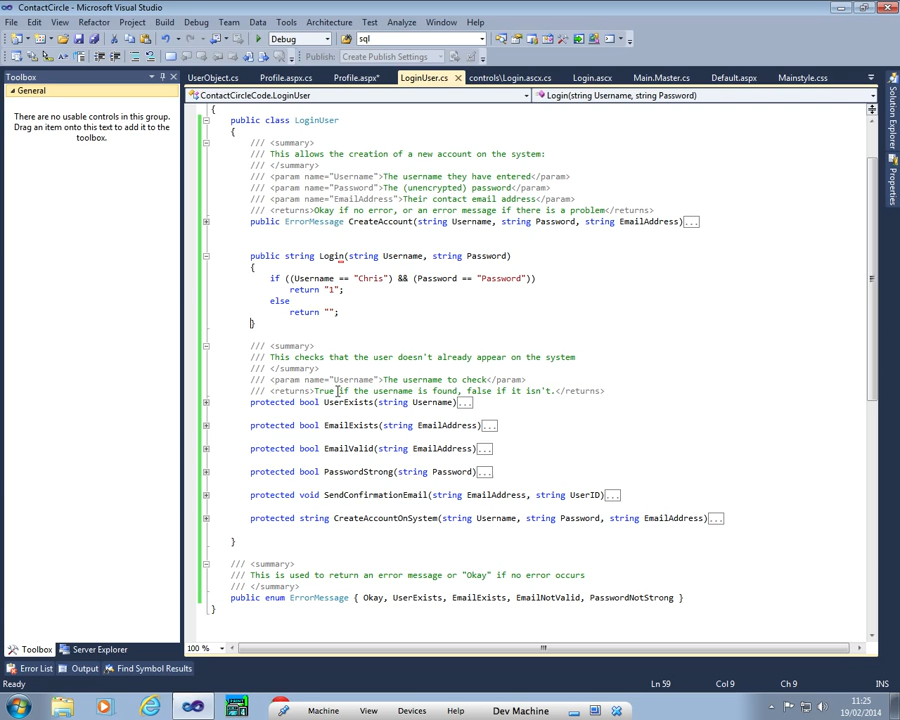 ContactCircle - Microsoft Visual Studio
File Edit View Refactor Project Build Debug Team Data Tools Architecture Test Analyze Window Help
Debug sql
Publish: Create Publish Settings
Toolbox UserObject.cs Profile.aspx.cs Profile.aspx* LoginUser.cs controls\Login.ascx.cs Login.ascx Main.Master.cs Default.aspx Mainstyle.css
General ContactCircleCode.LoginUser Login(string Username, string Password)
There are no usable controls in this group. Drag an item onto this text to add it to the toolbox.
{
public class LoginUser
{
/// <summary>
/// This allows the creation of a new account on the system:
/// </summary>
/// <param name="Username">The username they have entered</param>
/// <param name="Password">The (unencrypted) password</param>
/// <param name="EmailAddress">Their contact email address</param>
/// <returns>Okay if no error, or an error message if there is a problem</returns>
public ErrorMessage CreateAccount(string Username, string Password, string EmailAddress)...
public string Login(string Username, string Password)
{
if ((Username == "Chris") && (Password == "Password"))
return "1";
else
return "";
}
/// <summary>
/// This checks that the user doesn't already appear on the system
/// </summary>
/// <param name="Username">The username to check</param>
/// <returns>True if the username is found, false if it isn't.</returns>
protected bool UserExists(string Username)...
protected bool EmailExists(string EmailAddress)...
protected bool EmailValid(string EmailAddress)...
protected bool PasswordStrong(string Password)...
protected void SendConfirmationEmail(string EmailAddress, string UserID)...
protected string CreateAccountOnSystem(string Username, string Password, string EmailAddress)...
}
/// <summary>
/// This is used to return an error message or "Okay" if no error occurs
/// </summary>
public enum ErrorMessage { Okay, UserExists, EmailExists, EmailNotValid, PasswordNotStrong }
}
Solution Explorer
Properties
100 %
Toolbox Server Explorer
Error List Output Find Symbol Results
Ready Ln 59 Col 9 Ch 9 INS
Machine View Devices Help Dev Machine
11:25
19/02/2014